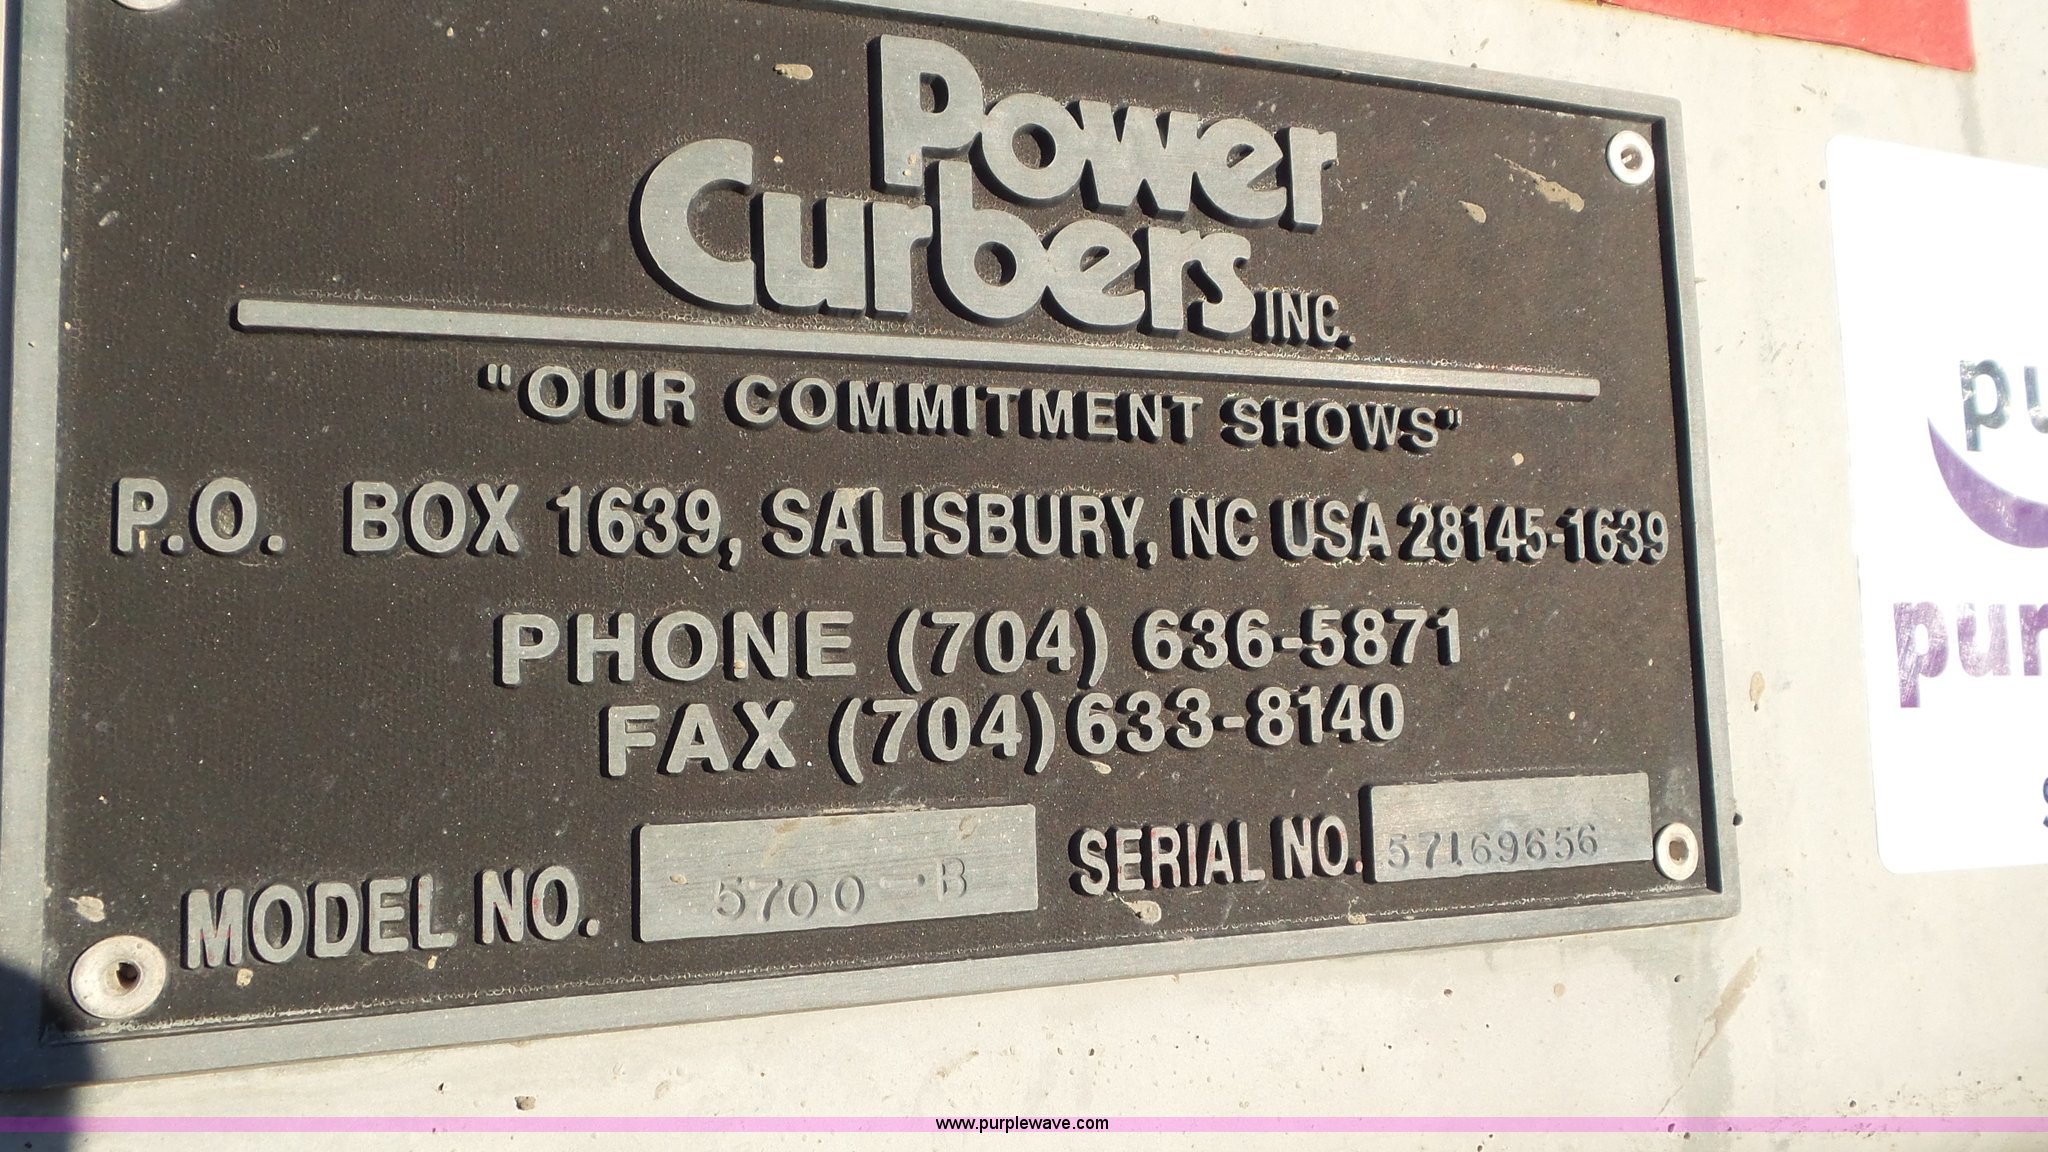 Power
Curbers INC.
"OUR COMMITMENT SHOWS"
P.O. BOX 1639, SALISBURY, NC USA 28145-1639
PHONE (704) 636-5871
FAX (704) 633-8140
MODEL NO. 5700-B SERIAL NO. 57169656
www.purplewave.com